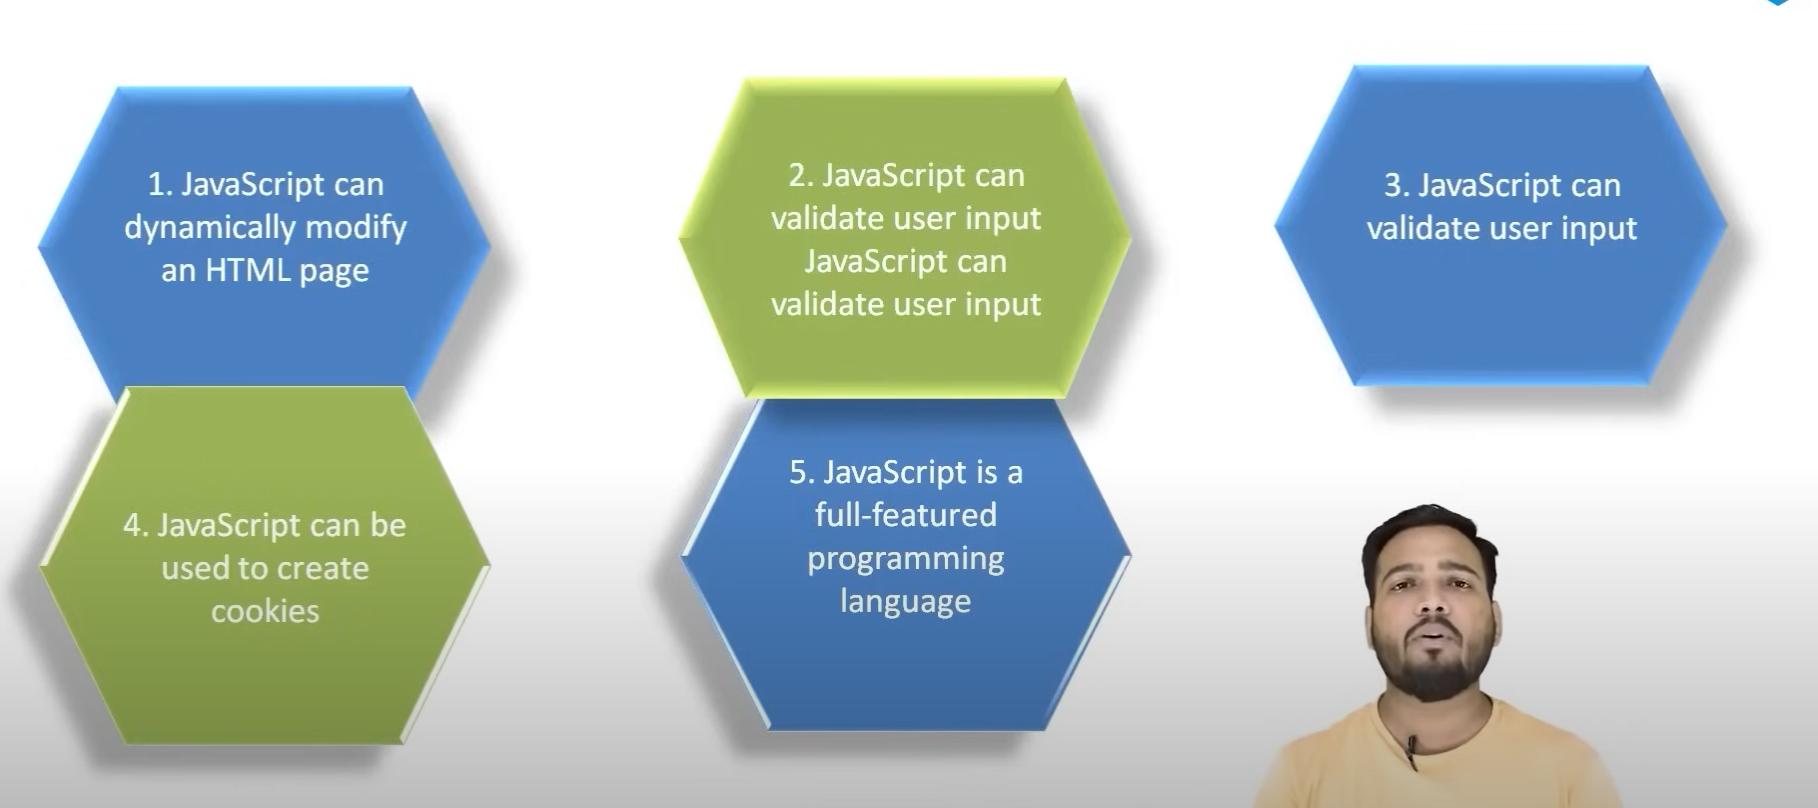 1. JavaScript can
dynamically modify
an HTML page
2. JavaScript can
validate user input
JavaScript can
validate user input
3. JavaScript can
validate user input
4. JavaScript can be
used to create
cookies
5. JavaScript is a
full-featured
programming
language